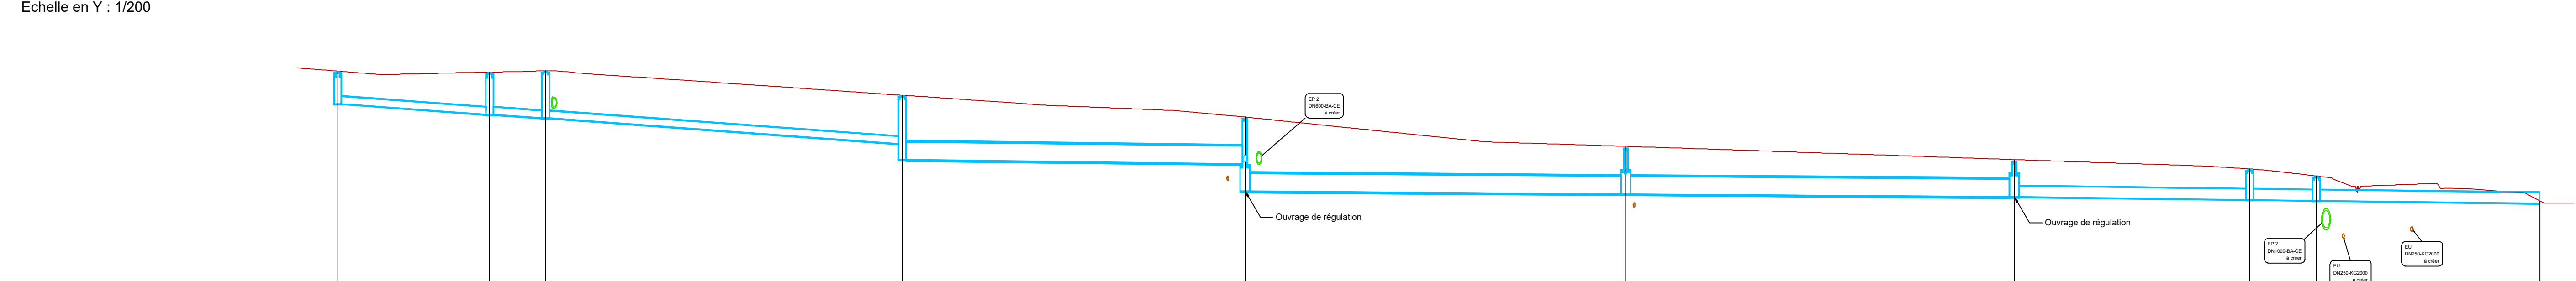 Echelle en Y : 1/200
EP 2
DN800-BA-CE
à créer
Ouvrage de régulation
Ouvrage de régulation
EP 2
DN1000-BA-CE
à créer
EU
DN250-KG2000
à créer
EU
DN250-KG2000
à créer